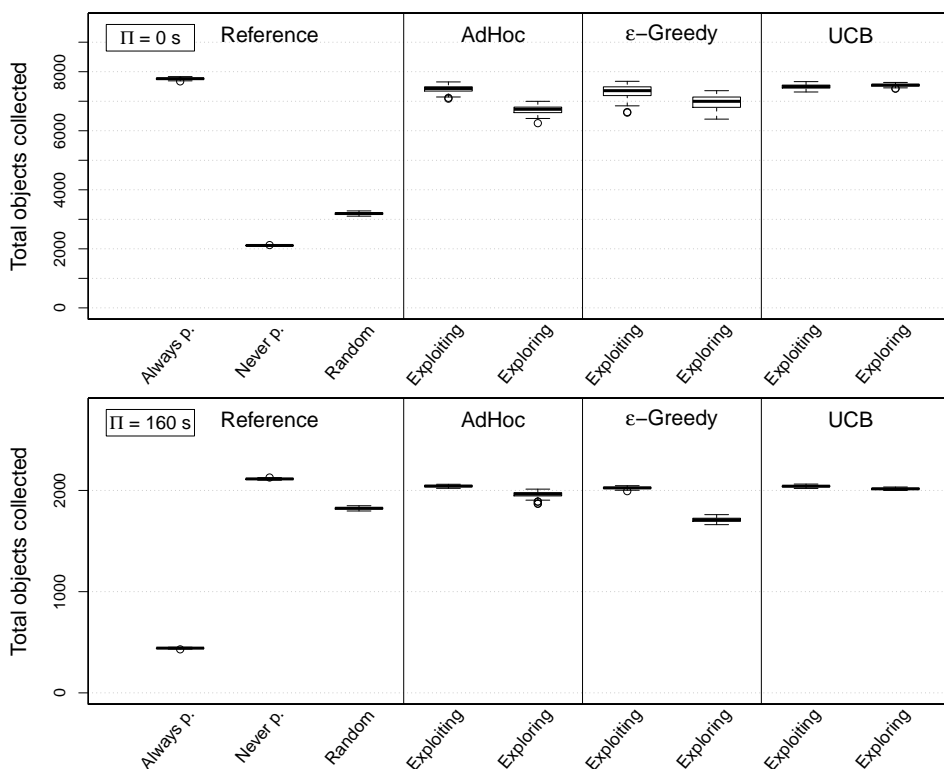 Π = 0 s
Reference
AdHoc
ε−Greedy
UCB
Total objects collected
8000
6000
4000
2000
0
Always p.
Never p.
Random
Exploiting
Exploring
Exploiting
Exploring
Exploiting
Exploring
Π = 160 s
Reference
AdHoc
ε−Greedy
UCB
Total objects collected
2000
1000
0
Always p.
Never p.
Random
Exploiting
Exploring
Exploiting
Exploring
Exploiting
Exploring